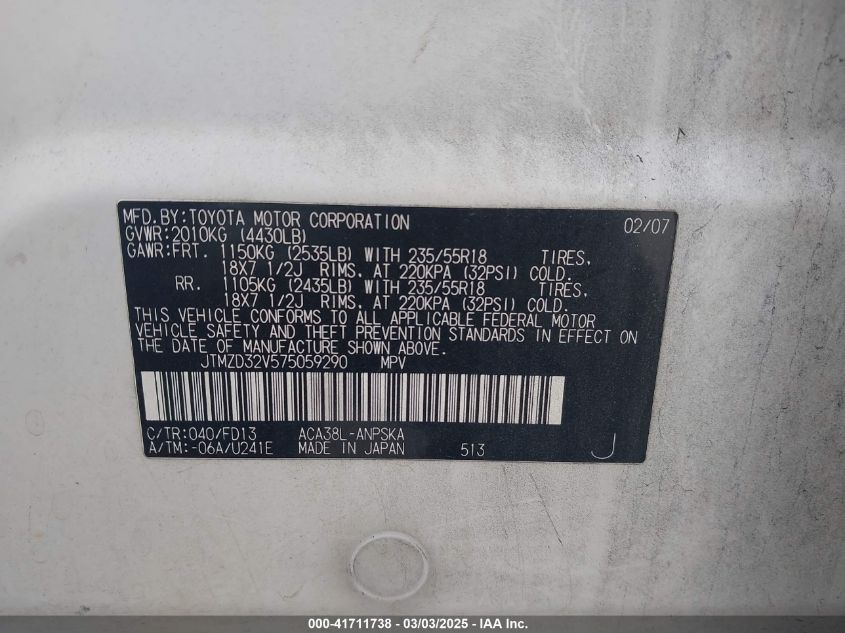 MFD.BY:TOYOTA MOTOR CORPORATION 02/07
GVWR:2010KG (4430LB)
GAWR:FRT. 1150KG (2535LB) WITH 235/55R18 TIRES,
18X7 1/2J RIMS. AT 220KPA (32PSI) COLD.
RR. 1105KG (2435LB) WITH 235/55R18 TIRES,
18X7 1/2J RIMS. AT 220KPA (32PSI) COLD.
THIS VEHICLE CONFORMS TO ALL APPLICABLE FEDERAL MOTOR
VEHICLE SAFETY AND THEFT PREVENTION STANDARDS IN EFFECT ON
THE DATE OF MANUFACTURE SHOWN ABOVE.
JTMZD32V575059290 MPV
C/TR:040/FD13 ACA38L-ANPSKA
A/TM:-06A/U241E MADE IN JAPAN 513 J
000-41711738 - 03/03/2025 - IAA Inc.